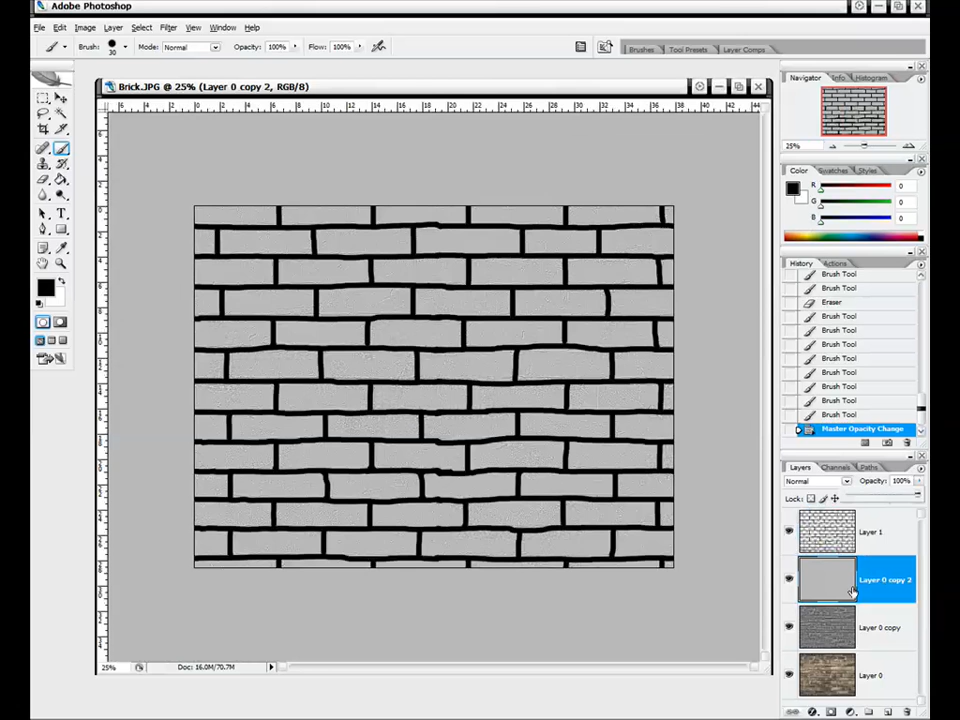 Adobe Photoshop
File Edit Image Layer Select Filter View Window Help
Brush: 30 Mode: Normal Opacity: 100% Flow: 100%
Brushes Tool Presets Layer Comps
Brick.JPG @ 25% (Layer 0 copy 2, RGB/8)
Navigator Info Histogram
25%
Color Swatches Styles
R 0
G 0
B 0
History Actions
Brush Tool
Brush Tool
Eraser
Brush Tool
Brush Tool
Brush Tool
Brush Tool
Brush Tool
Brush Tool
Brush Tool
Brush Tool
Master Opacity Change
Layers Channels Paths
Normal Opacity: 100%
Lock:
Layer 1
Layer 0 copy 2
Layer 0 copy
Layer 0
25% Doc: 16.0M/70.7M